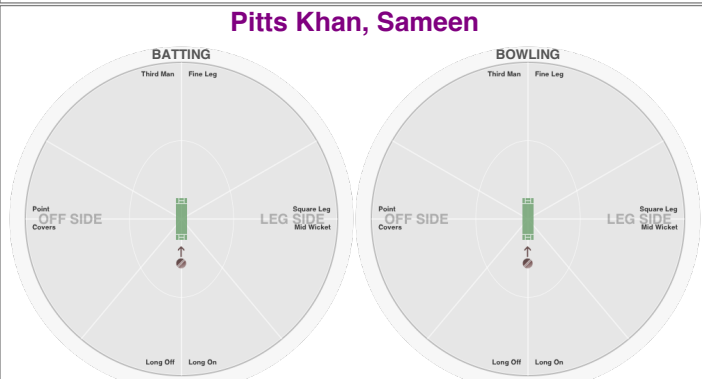 Pitts Khan, Sameen
BATTING
Third Man Fine Leg
Point
OFF SIDE
Covers
Square Leg
LEG SIDE
Mid Wicket
Long Off Long On
BOWLING
Third Man Fine Leg
Point
OFF SIDE
Covers
Square Leg
LEG SIDE
Mid Wicket
Long Off Long On